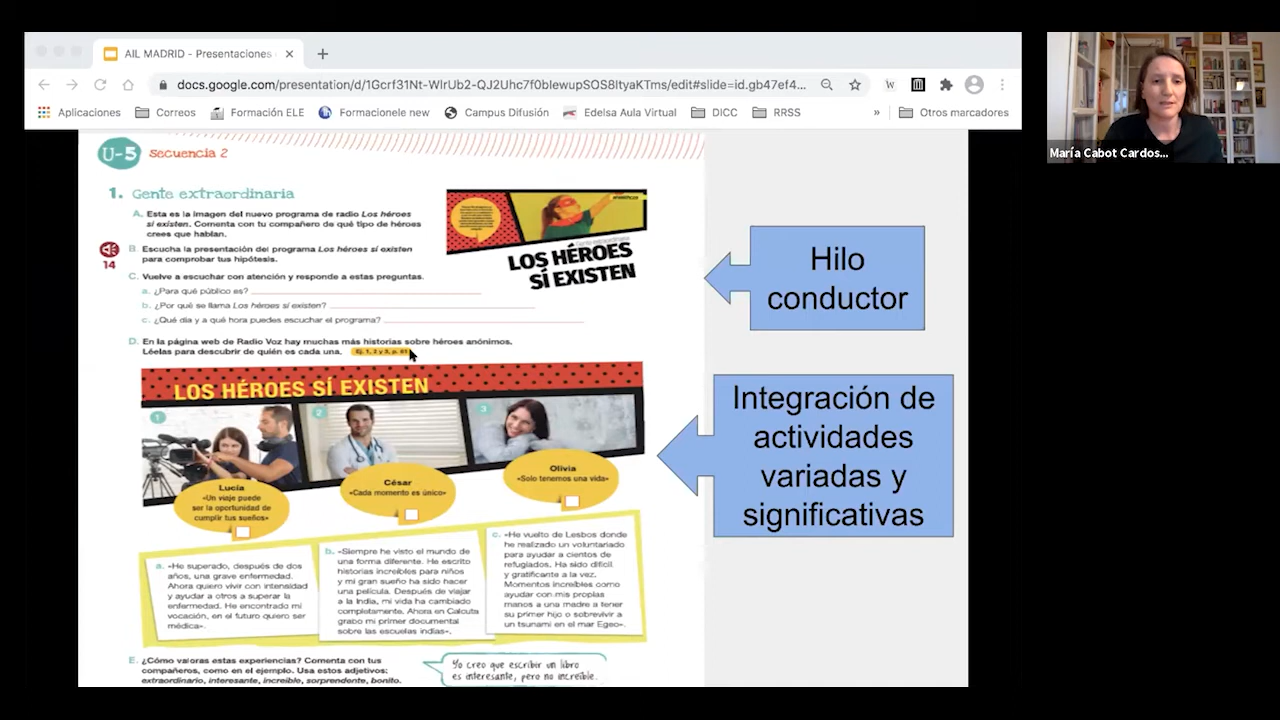 AIL MADRID - Presentaciones
docs.google.com/presentation/d/1Gcrf31Nt-WlrUb2-QJ2Uhc7f0blewupSOS8ltyaKTms/edit#slide=id.gb47ef4...
Aplicaciones
Correos
Formación ELE
Formacionele new
Campus Difusión
Edelsa Aula Virtual
DICC
RRSS
»
Otros marcadores
María Cabot Cardos...
U-5 Secuencia 2
1. Gente extraordinaria
A. Esta es la imagen del nuevo programa de radio Los héroes
sí existen. Comenta con tu compañero de qué tipo de héroes
crees que hablan.
B. Escucha la presentación del programa Los héroes sí existen
para comprobar tus hipótesis.
14
C. Vuelve a escuchar con atención y responde a estas preguntas.
a. ¿Para qué público es?
b. ¿Por qué se llama Los héroes sí existen?
c. ¿Qué día y a qué hora puedes escuchar el programa?
Gente extraordinaria
LOS HÉROES
SÍ EXISTEN
D. En la página web de Radio Voz hay muchas más historias sobre héroes anónimos.
Léelas para descubrir de quién es cada una. Ej. 1, 2 y 3, p. 61
LOS HÉROES SÍ EXISTEN
1
2
3
Lucía
«Un viaje puede
ser la oportunidad de
cumplir tus sueños»
César
«Cada momento es único»
Olivia
«Solo tenemos una vida»
a. «He superado, después de dos
años, una grave enfermedad.
Ahora quiero vivir con intensidad
y ayudar a otros a superar la
enfermedad. He encontrado mi
vocación, en el futuro quiero ser
médica».
b. «Siempre he visto el mundo de
una forma diferente. He escrito
historias increíbles para niños
y mi gran sueño ha sido hacer
una película. Después de viajar
a la India, mi vida ha cambiado
completamente. Ahora en Calcuta
grabo mi primer documental
sobre las escuelas indias».
c. «He vuelto de Lesbos donde
he realizado un voluntariado
para ayudar a cientos de
refugiados. Ha sido difícil
y gratificante a la vez.
Momentos increíbles como
ayudar con mis propias
manos a una madre a tener
su primer hijo o sobrevivir a
un tsunami en el mar Egeo».
E. ¿Cómo valoras estas experiencias? Comenta con tus
compañeros, como en el ejemplo. Usa estos adjetivos:
extraordinario, interesante, increíble, sorprendente, bonito.
Yo creo que escribir un libro
es interesante, pero no increíble.
Hilo
conductor
Integración de
actividades
variadas y
significativas